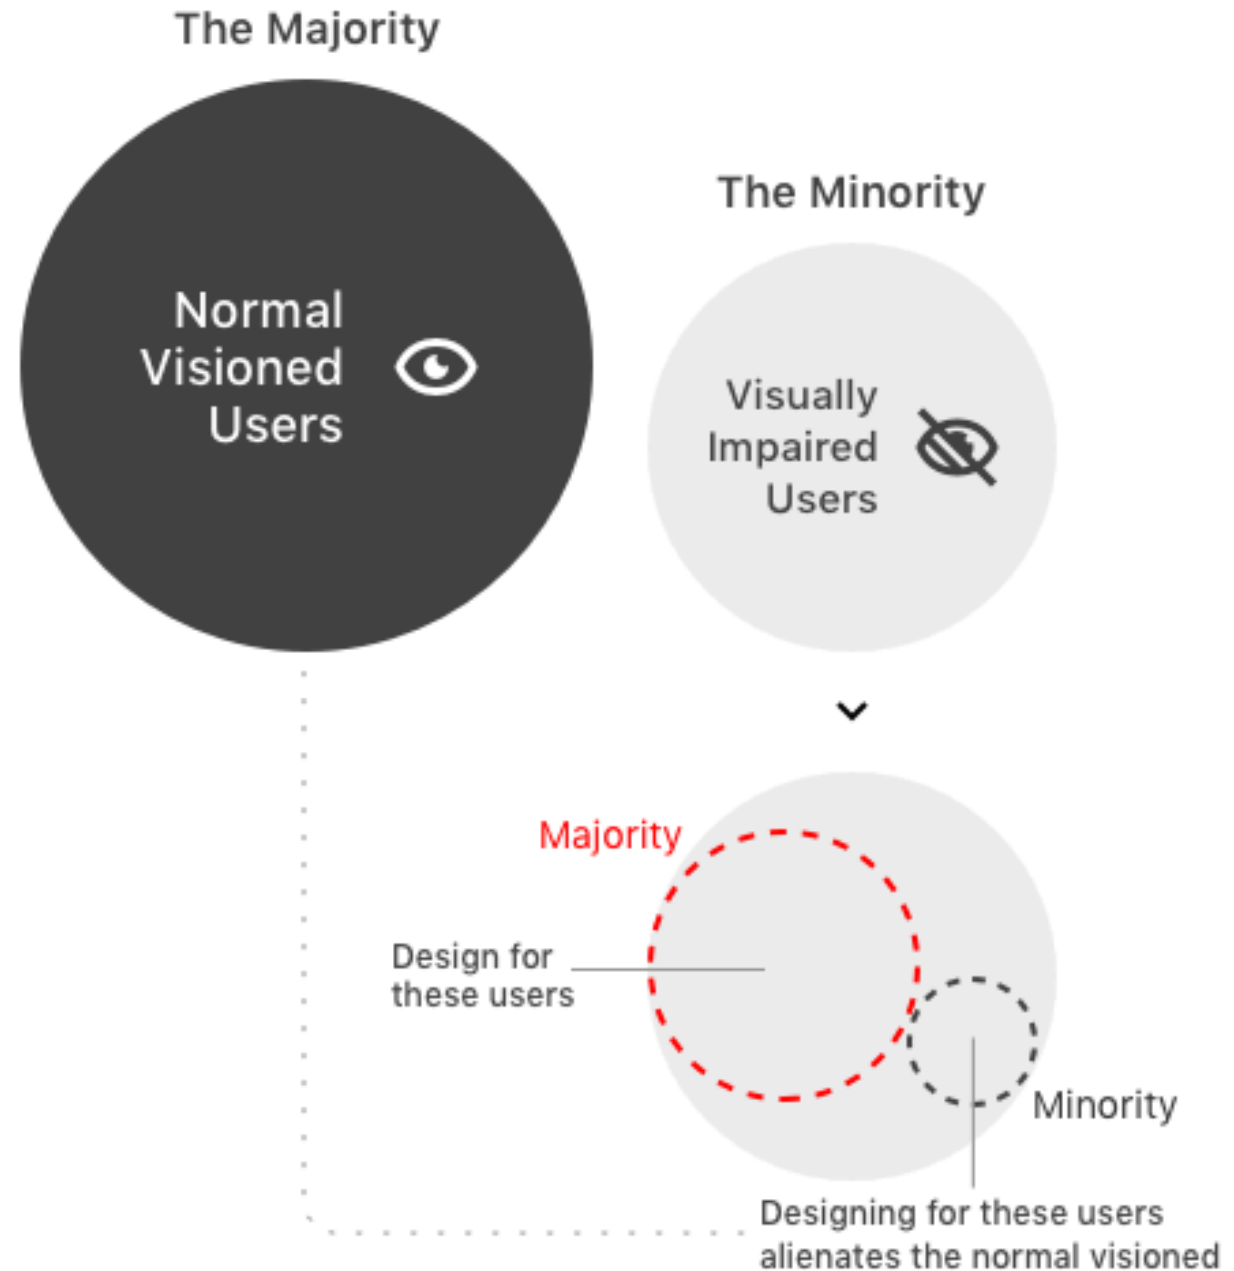 The Majority
Normal
Visioned
Users
The Minority
Visually
Impaired
Users
Majority
Design for
these users
Minority
Designing for these users
alienates the normal visioned